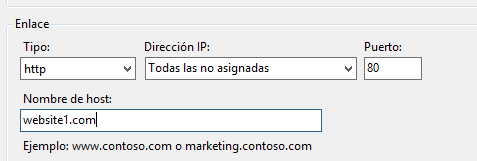 Enlace
Tipo: Dirección IP: Puerto:
http Todas las no asignadas 80
Nombre de host:
website1.com
Ejemplo: www.contoso.com o marketing.contoso.com